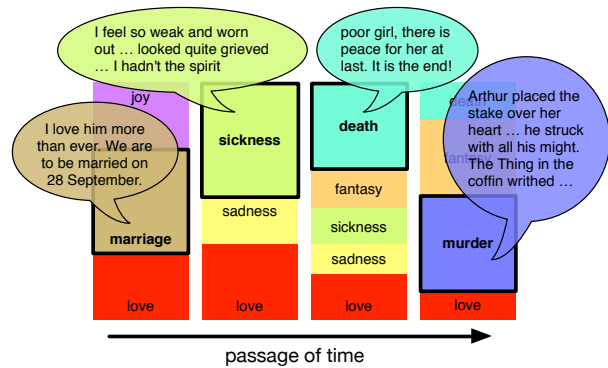 I feel so weak and worn
out … looked quite grieved
… I hadn't the spirit
poor girl, there is
peace for her at
last. It is the end!
Arthur placed the
stake over her
heart … he struck
with all his might.
The Thing in the
coffin writhed …
I love him more
than ever. We are
to be married on
28 September.
joy
marriage
love
sickness
sadness
love
death
fantasy
sickness
sadness
love
death
fantasy
murder
love
passage of time